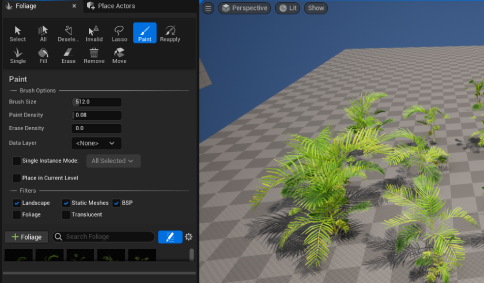 Foliage × Place Actors
Perspective Lit Show
Select All Desele... Invalid Lasso Paint Reapply
Single Fill Erase Remove Move
Paint
Brush Options
Brush Size 512.0
Paint Density 0.08
Erase Density 0.0
Data Layer <None>
Single Instance Mode: All Selected
Place in Current Level
Filters
Landscape Static Meshes BSP
Foliage Translucent
+ Foliage Search Foliage